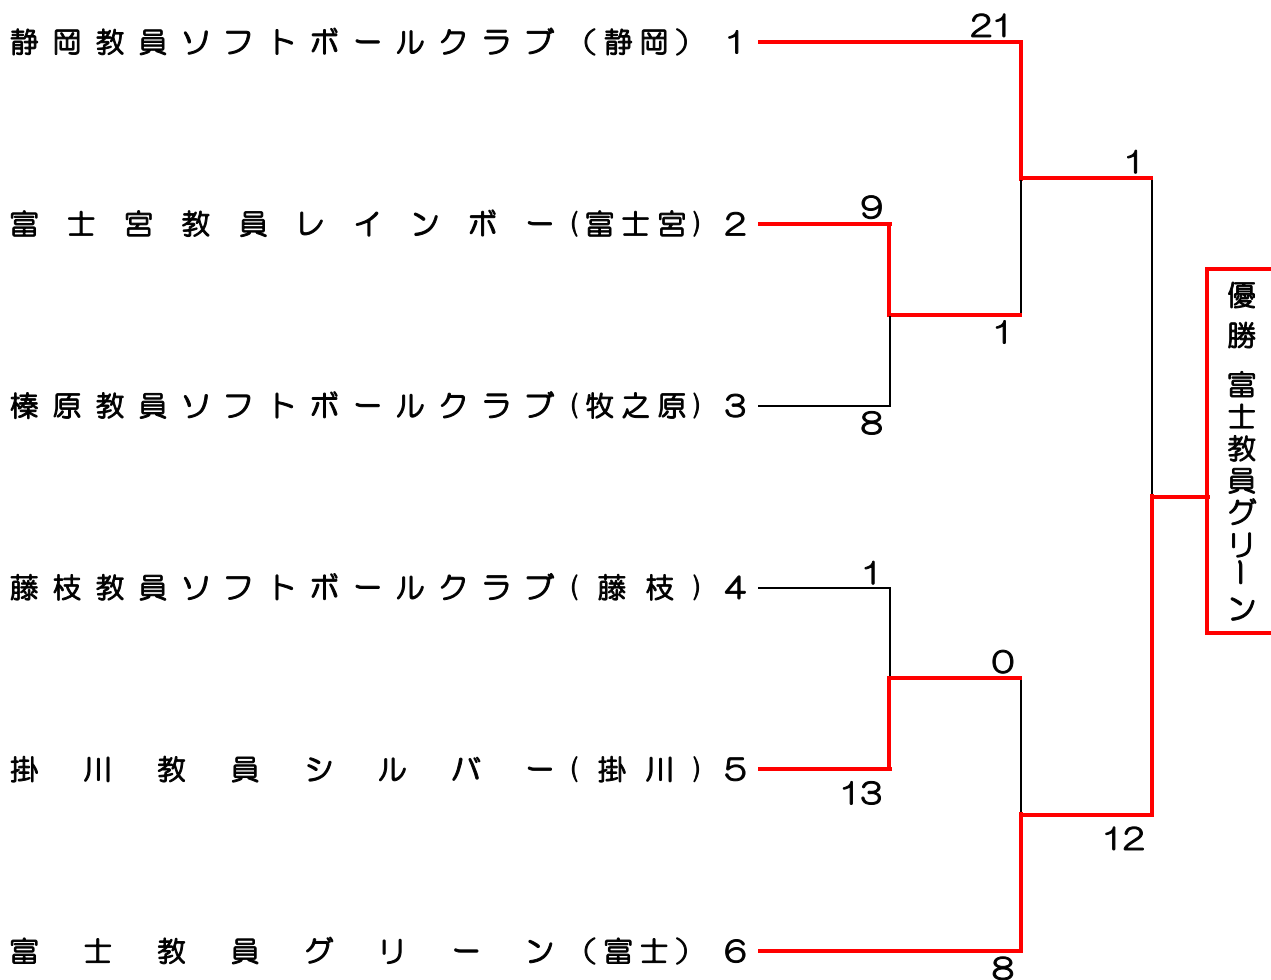 静岡教員ソフトボールクラブ（静岡） 1
21
1
富士宮教員レインボー(富士宮) 2
9
1
榛原教員ソフトボールクラブ(牧之原) 3
8
優勝 富士教員グリーン
藤枝教員ソフトボールクラブ(藤枝) 4
1
0
掛川教員シルバー(掛川) 5
13
12
富士教員グリーン（富士） 6
8